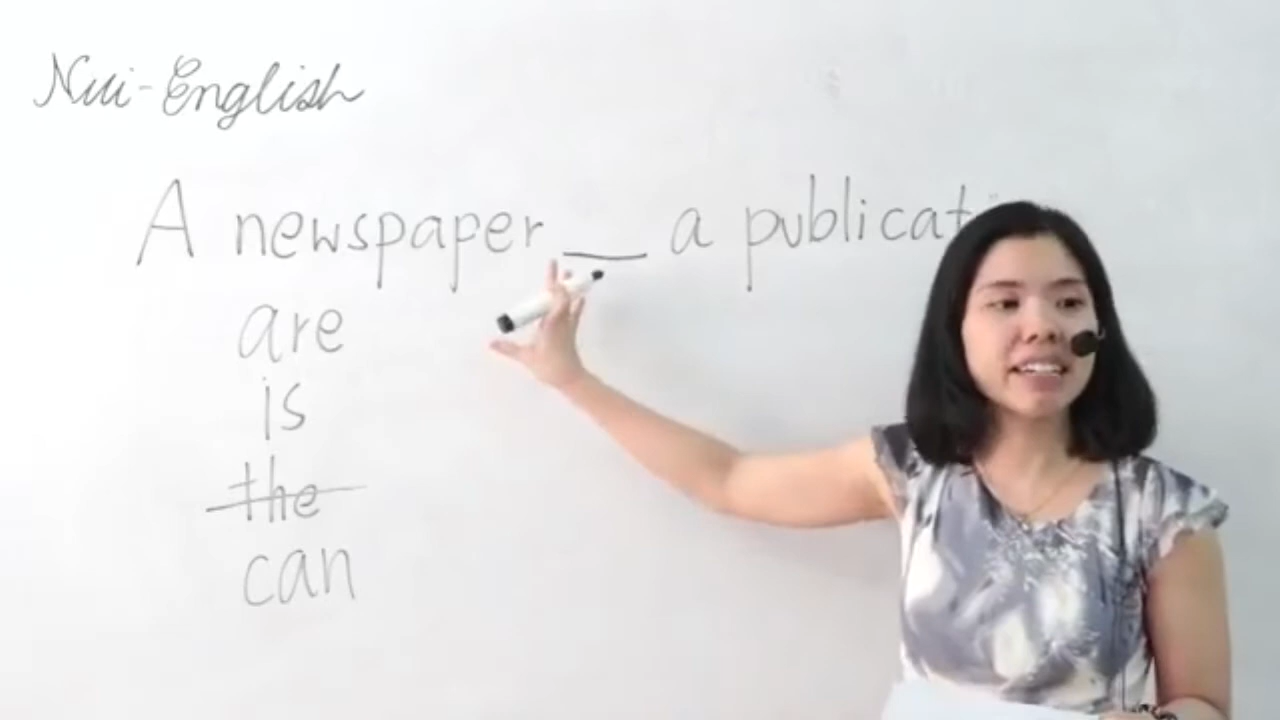 Nui-English
A newspaper __ a publicat
are
is
the
can